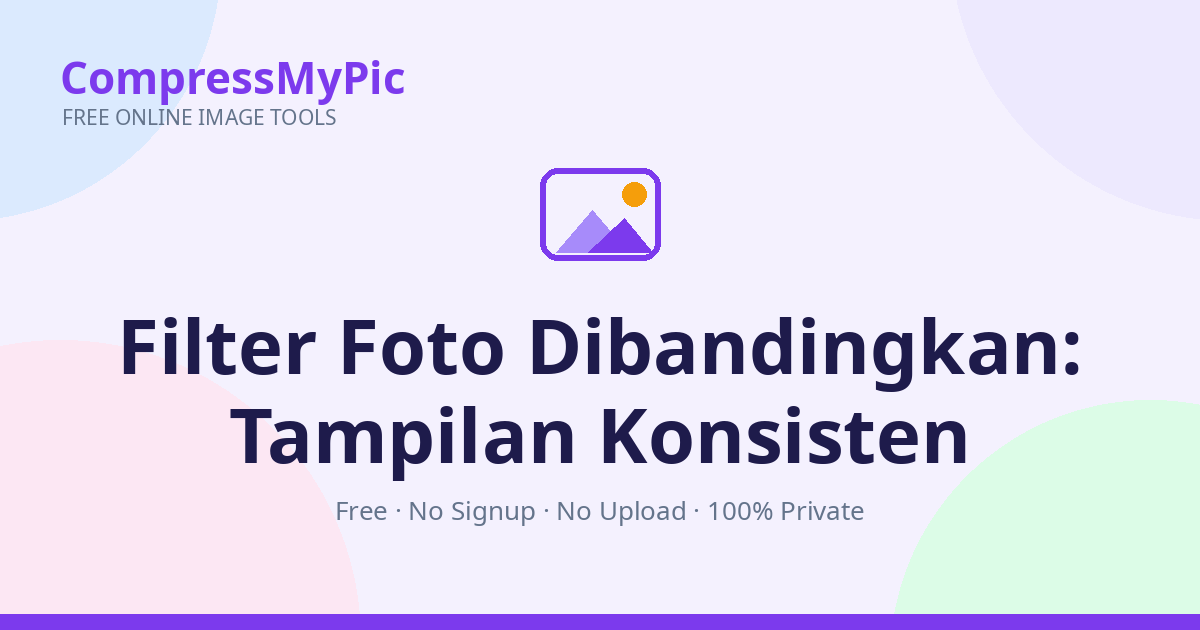 CompressMyPic
FREE ONLINE IMAGE TOOLS
Filter Foto Dibandingkan:
Tampilan Konsisten
Free · No Signup · No Upload · 100% Private